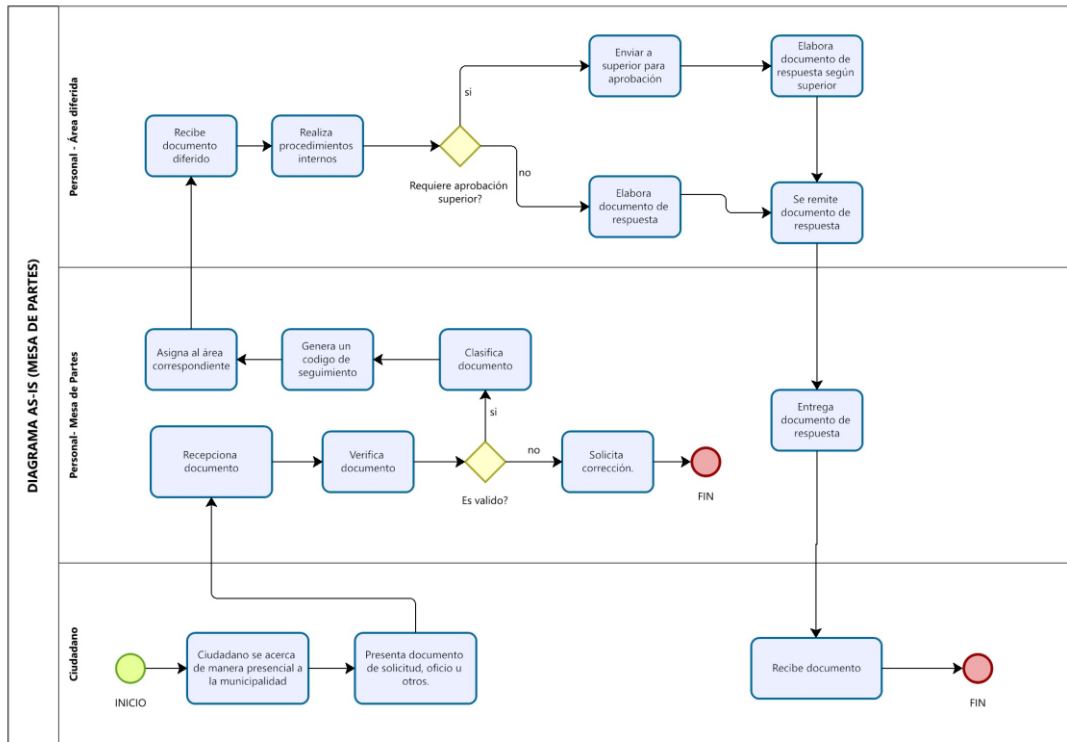 DIAGRAMA AS-IS (MESA DE PARTES)
Personal - Área diferida
Recibe
documento
diferido
Realiza
procedimientos
internos
Requiere aprobación
superior?
si
no
Enviar a
superior para
aprobación
Elabora
documento de
respuesta según
superior
Elabora
documento de
respuesta
Se remite
documento de
respuesta
Personal- Mesa de Partes
Asigna al área
correspondiente
Genera un
codigo de
seguimiento
Clasifica
documento
si
Recepciona
documento
Verifica
documento
Es valido?
no
Solicita
corrección.
FIN
Entrega
documento de
respuesta
Ciudadano
INICIO
Ciudadano se acerca
de manera presencial a
la municipalidad
Presenta documento
de solicitud, oficio u
otros.
Recibe documento
FIN